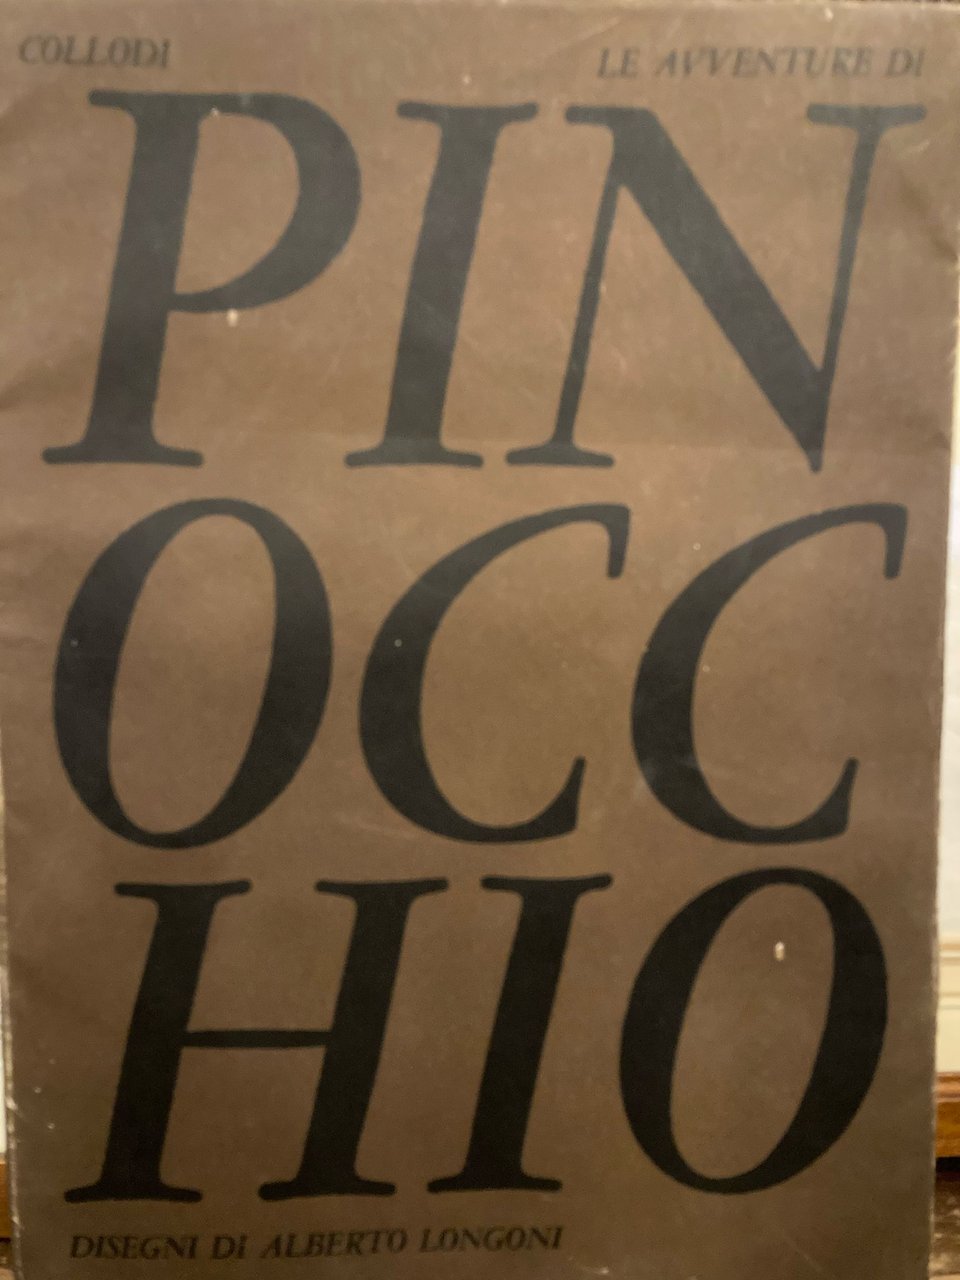 COLLODI
LE AVVENTURE DI
PIN
OCC
HIO
DISEGNI DI ALBERTO LONGONI